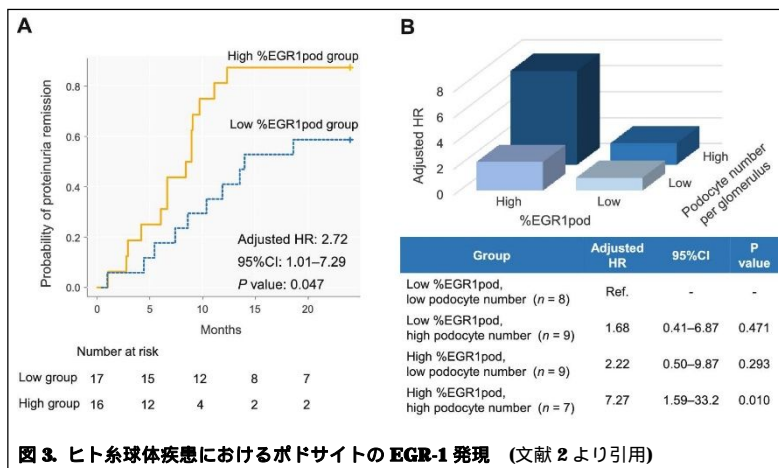 A
High %EGR1pod group
Low %EGR1pod group
Probability of proteinuria remission
0.8
0.6
0.4
0.2
0.0
Adjusted HR: 2.72
95%CI: 1.01–7.29
P value: 0.047
0 5 10 15 20
Months
Number at risk
Low group 17 15 12 8 7
High group 16 12 4 2 2
B
Adjusted HR
8
6
4
2
0
High
Low
High Low
%EGR1pod
Podocyte number
per glomerulus
Group Adjusted HR 95%CI P value
Low %EGR1pod,
low podocyte number (n = 8) Ref. - -
Low %EGR1pod,
high podocyte number (n = 9) 1.68 0.41–6.87 0.471
High %EGR1pod,
low podocyte number (n = 9) 2.22 0.50–9.87 0.293
High %EGR1pod,
high podocyte number (n = 7) 7.27 1.59–33.2 0.010
図 3. ヒト糸球体疾患におけるポドサイトの EGR-1 発現 (文献 2 より引用)